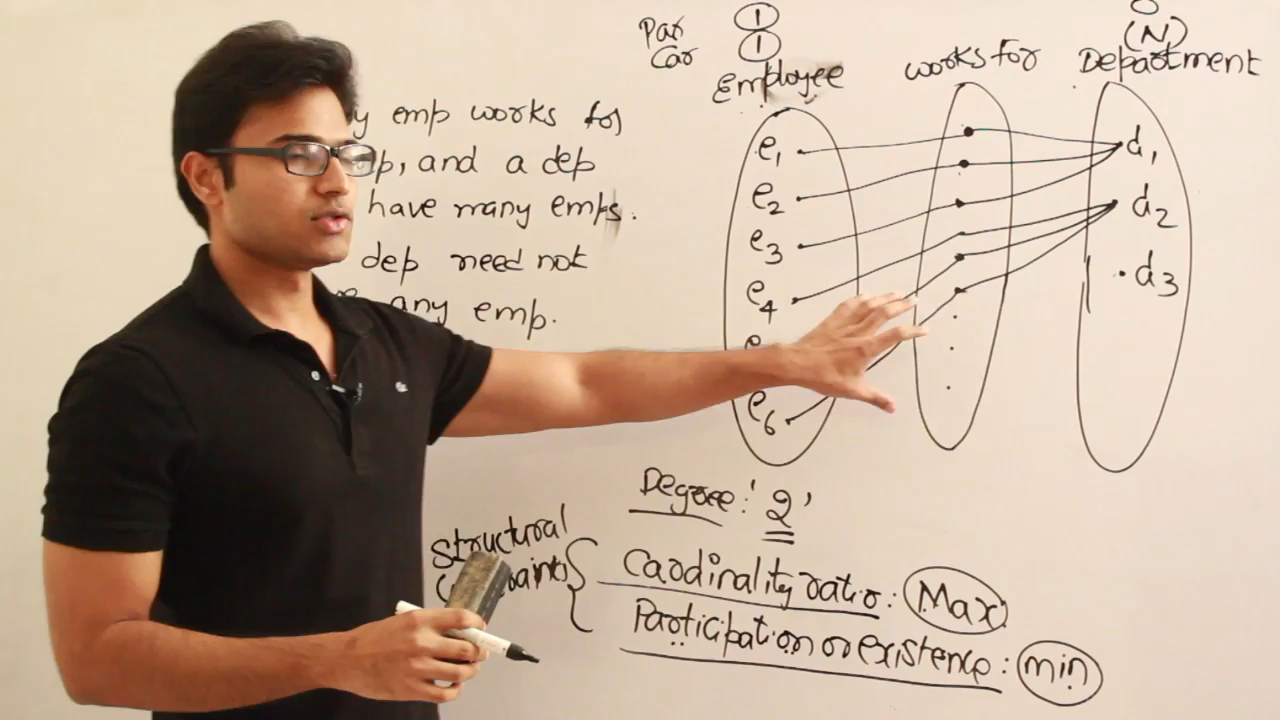 Par 1 0
Car 1 (N)
Employee works for Department
y emp works for
ep, and a dep
have many emps.
dep need not
any emp.
e1 d1
e2 d2
e3 d3
e4
e
e6
Degree: '2'
Structural
Cardinality ratio: Max
Participation or existence: min